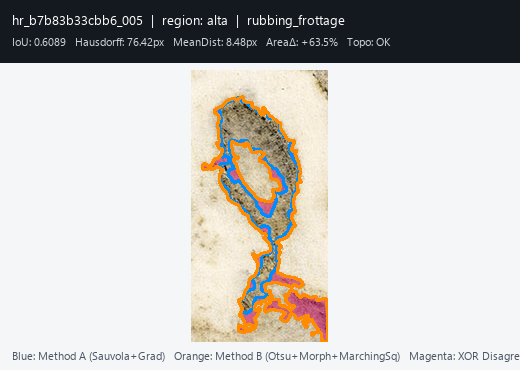 hr_b7b83b33cbb6_005 | region: alta | rubbing_frottage
IoU: 0.6089 Hausdorff: 76.42px MeanDist: 8.48px AreaΔ: +63.5% Topo: OK
Blue: Method A (Sauvola+Grad) Orange: Method B (Otsu+Morph+MarchingSq) Magenta: XOR Disagre